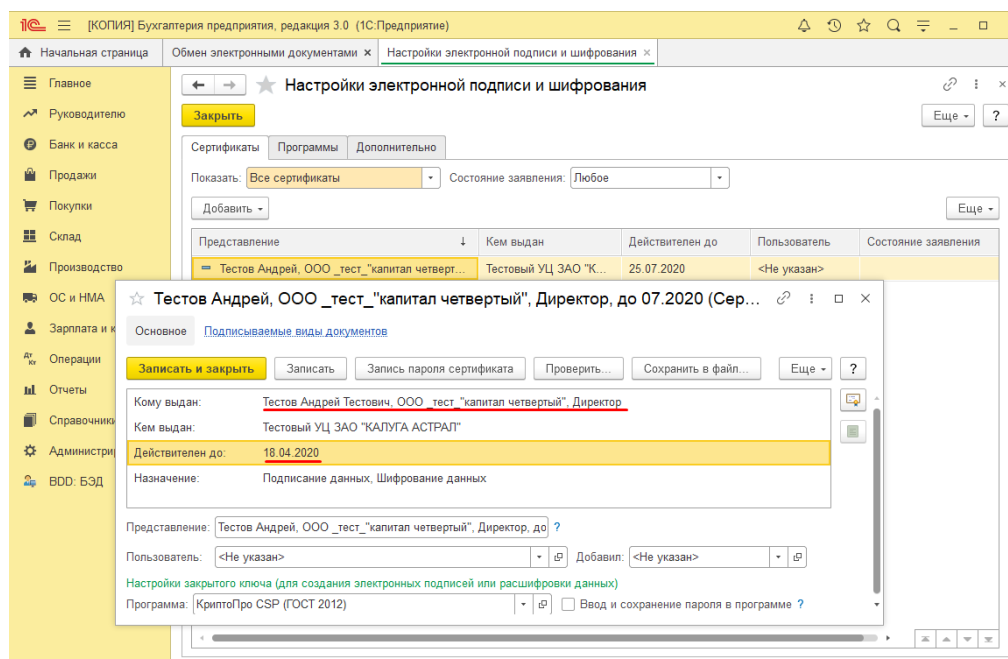 1С [КОПИЯ] Бухгалтерия предприятия, редакция 3.0 (1С:Предприятие)
Начальная страница Обмен электронными документами × Настройки электронной подписи и шифрования ×
Главное
Руководителю
Банк и касса
Продажи
Покупки
Склад
Производство
ОС и НМА
Зарплата и к
Операции
Отчеты
Справочники
Админист
BDD: БЭД
Настройки электронной подписи и шифрования
Закрыть Еще ?
Сертификаты Программы Дополнительно
Показать: Все сертификаты Состояние заявления: Любое
Добавить Еще
Представление ↓ Кем выдан Действителен до Пользователь Состояние заявления
Тестов Андрей, ООО _тест_"капитал четверт... Тестовый УЦ ЗАО "К... 25.07.2020 <Не указан>
Тестов Андрей, ООО _тест_"капитал четвертый", Директор, до 07.2020 (Сер...
Основное Подписываемые виды документов
Записать и закрыть Записать Запись пароля сертификата Проверить... Сохранить в файл... Еще ?
Кому выдан: Тестов Андрей Тестович, ООО _тест_"капитал четвертый", Директор
Кем выдан: Тестовый УЦ ЗАО "КАЛУГА АСТРАЛ"
Действителен до: 18.04.2020
Назначение: Подписание данных, Шифрование данных
Представление: Тестов Андрей, ООО _тест_"капитал четвертый", Директор, до ?
Пользователь: <Не указан> Добавил: <Не указан>
Настройки закрытого ключа (для создания электронных подписей или расшифровки данных)
Программа: КриптоПро CSP (ГОСТ 2012) Ввод и сохранение пароля в программе ?